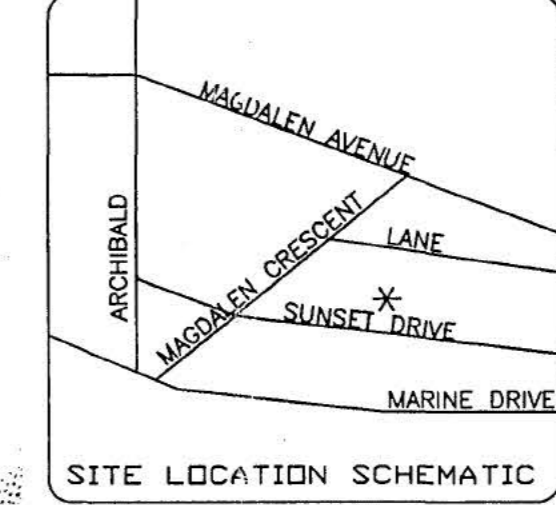 MAGDALEN AVENUE
ARCHIBALD
MAGDALEN CRESCENT
LANE
SUNSET DRIVE
MARINE DRIVE
SITE LOCATION SCHEMATIC